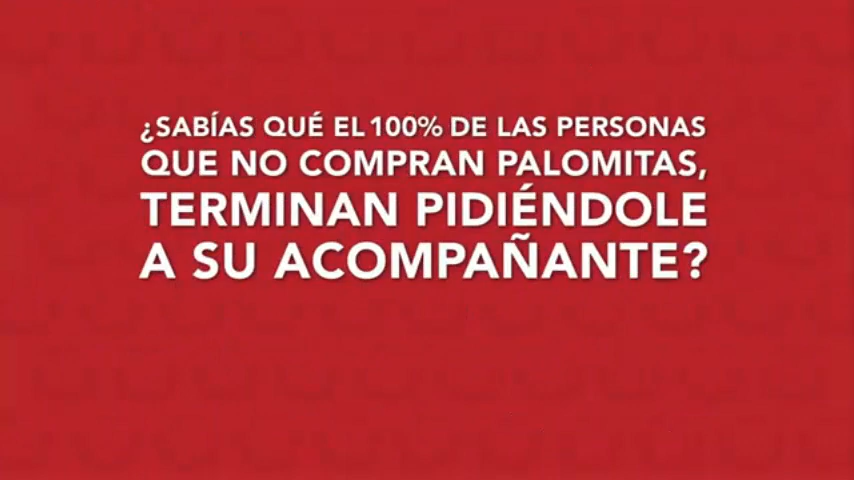 ¿SABÍAS QUÉ EL 100% DE LAS PERSONAS
QUE NO COMPRAN PALOMITAS,
TERMINAN PIDIÉNDOLE
A SU ACOMPAÑANTE?